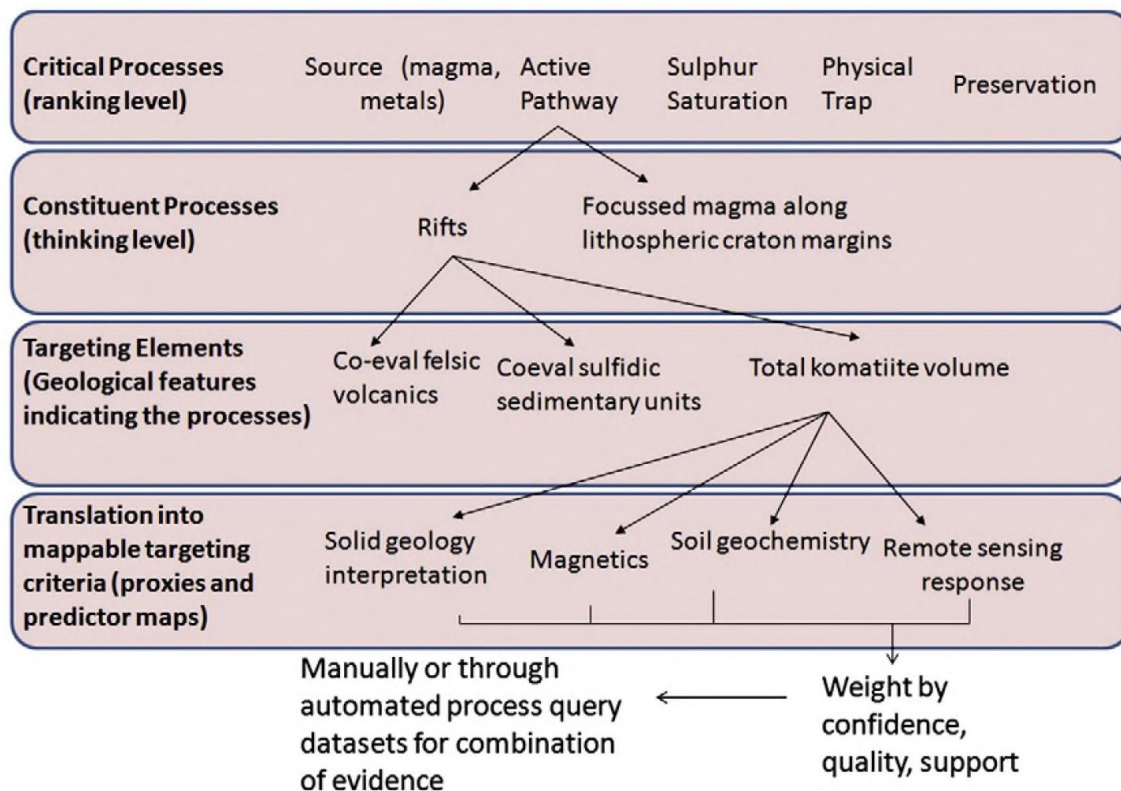 Critical Processes
(ranking level)
Source (magma,
metals)
Active
Pathway
Sulphur
Saturation
Physical
Trap
Preservation
Constituent Processes
(thinking level)
Rifts
Focussed magma along
lithospheric craton margins
Targeting Elements
(Geological features
indicating the processes)
Co-eval felsic
volcanics
Coeval sulfidic
sedimentary units
Total komatiite volume
Translation into
mappable targeting
criteria (proxies and
predictor maps)
Solid geology
interpretation
Magnetics
Soil geochemistry
Remote sensing
response
Manually or through
automated process query
datasets for combination
of evidence
Weight by
confidence,
quality, support